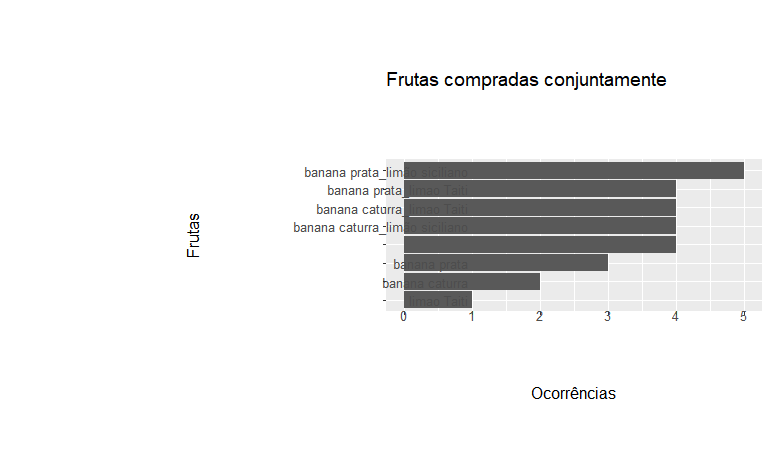 Frutas compradas conjuntamente
Frutas
banana prata_limão siciliano
banana prata_limão Taiti
banana caturra_limão Taiti
banana caturra_limão siciliano
banana prata
banana caturra
limão Taiti
0 1 2 3 4 5
Ocorrências